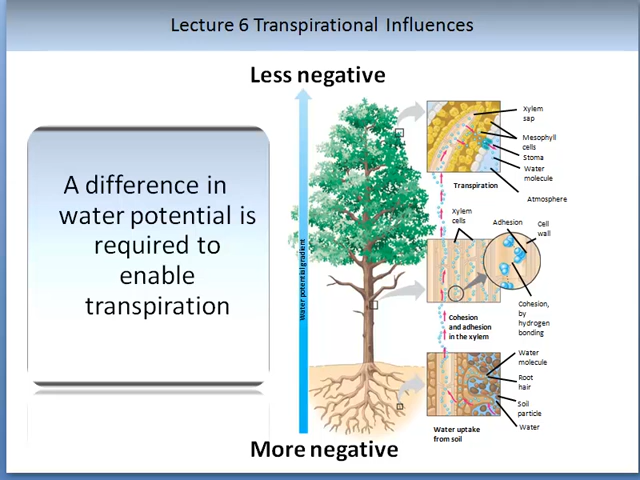 Lecture 6 Transpirational Influences
Less negative
A difference in
water potential is
required to
enable
transpiration
Water potential gradient
Xylem
sap
Mesophyll
cells
Stoma
Water
molecule
Atmosphere
Transpiration
Xylem
cells
Adhesion
Cell
wall
Cohesion,
by
hydrogen
bonding
Cohesion
and adhesion
in the xylem
Water
molecule
Root
hair
Soil
particle
Water
Water uptake
from soil
More negative